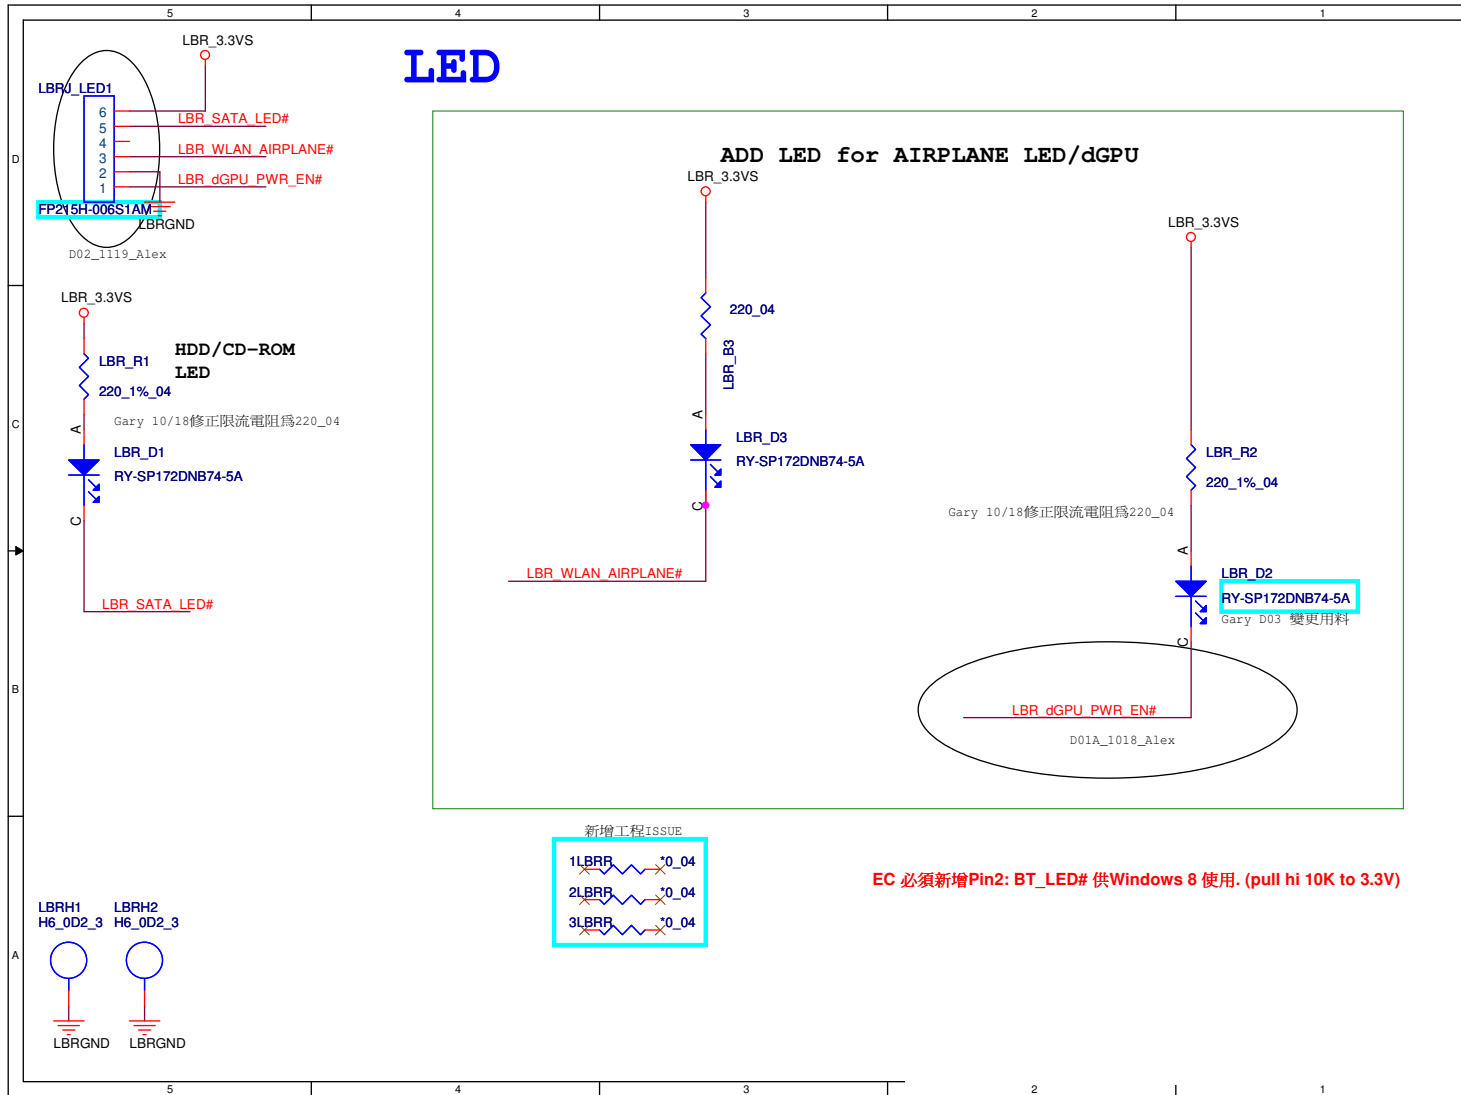 5 4 3 2 1
LED
LBR_3.3VS
LBRJ_LED1
6
5
4
3
2
1
LBR_SATA_LED#
LBR_WLAN_AIRPLANE#
LBR_dGPU_PWR_EN#
FP215H-006S1AM
LBRGND
D02_1119_Alex
D
C
B
A
LBR_3.3VS
HDD/CD-ROM
LED
LBR_R1
220_1%_04
Gary 10/18修正限流電阻爲220_04
A
LBR_D1
RY-SP172DNB74-5A
C
LBR_SATA_LED#
ADD LED for AIRPLANE LED/dGPU
LBR_3.3VS
220_04
LBR_B3
A
LBR_D3
RY-SP172DNB74-5A
C
LBR_WLAN_AIRPLANE#
LBR_3.3VS
LBR_R2
220_1%_04
Gary 10/18修正限流電阻爲220_04
A
LBR_D2
RY-SP172DNB74-5A
Gary D03 變更用料
C
LBR_dGPU_PWR_EN#
D01A_1018_Alex
新增工程ISSUE
1LBRR *0_04
2LBRR *0_04
3LBRR *0_04
EC 必須新增Pin2: BT_LED# 供Windows 8 使用. (pull hi 10K to 3.3V)
LBRH1
H6_0D2_3
LBRH2
H6_0D2_3
LBRGND
LBRGND
5 4 3 2 1